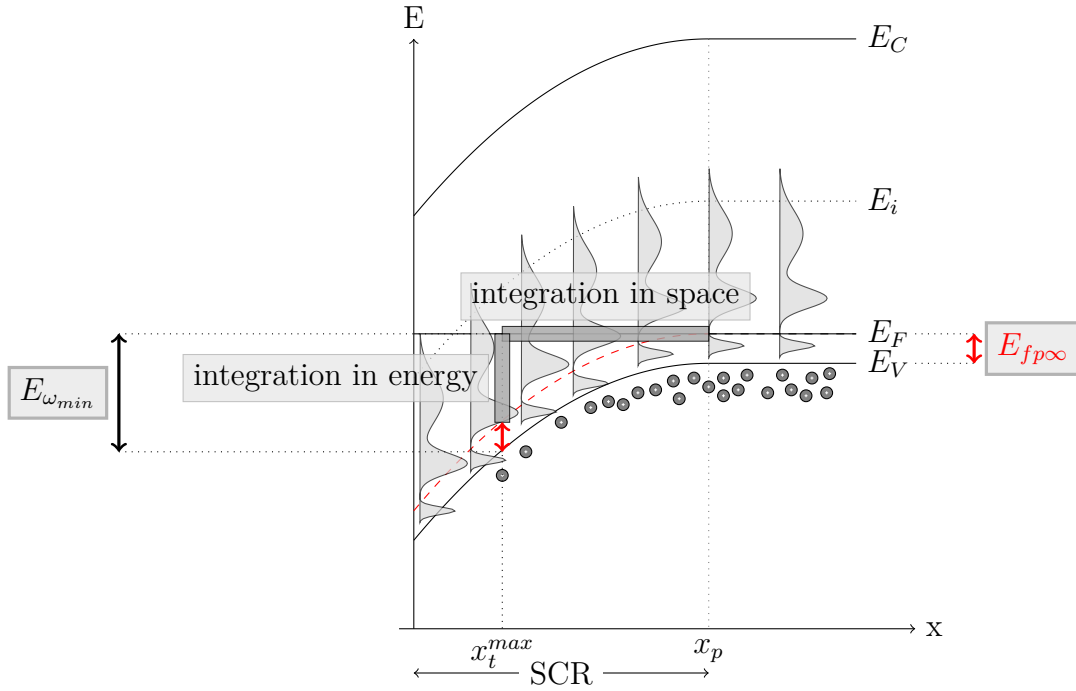 E
E_C
E_i
integration in space
E_F
E_{fp∞}
E_V
integration in energy
E_{ω_{min}}
x
x_t^{max}
x_p
SCR